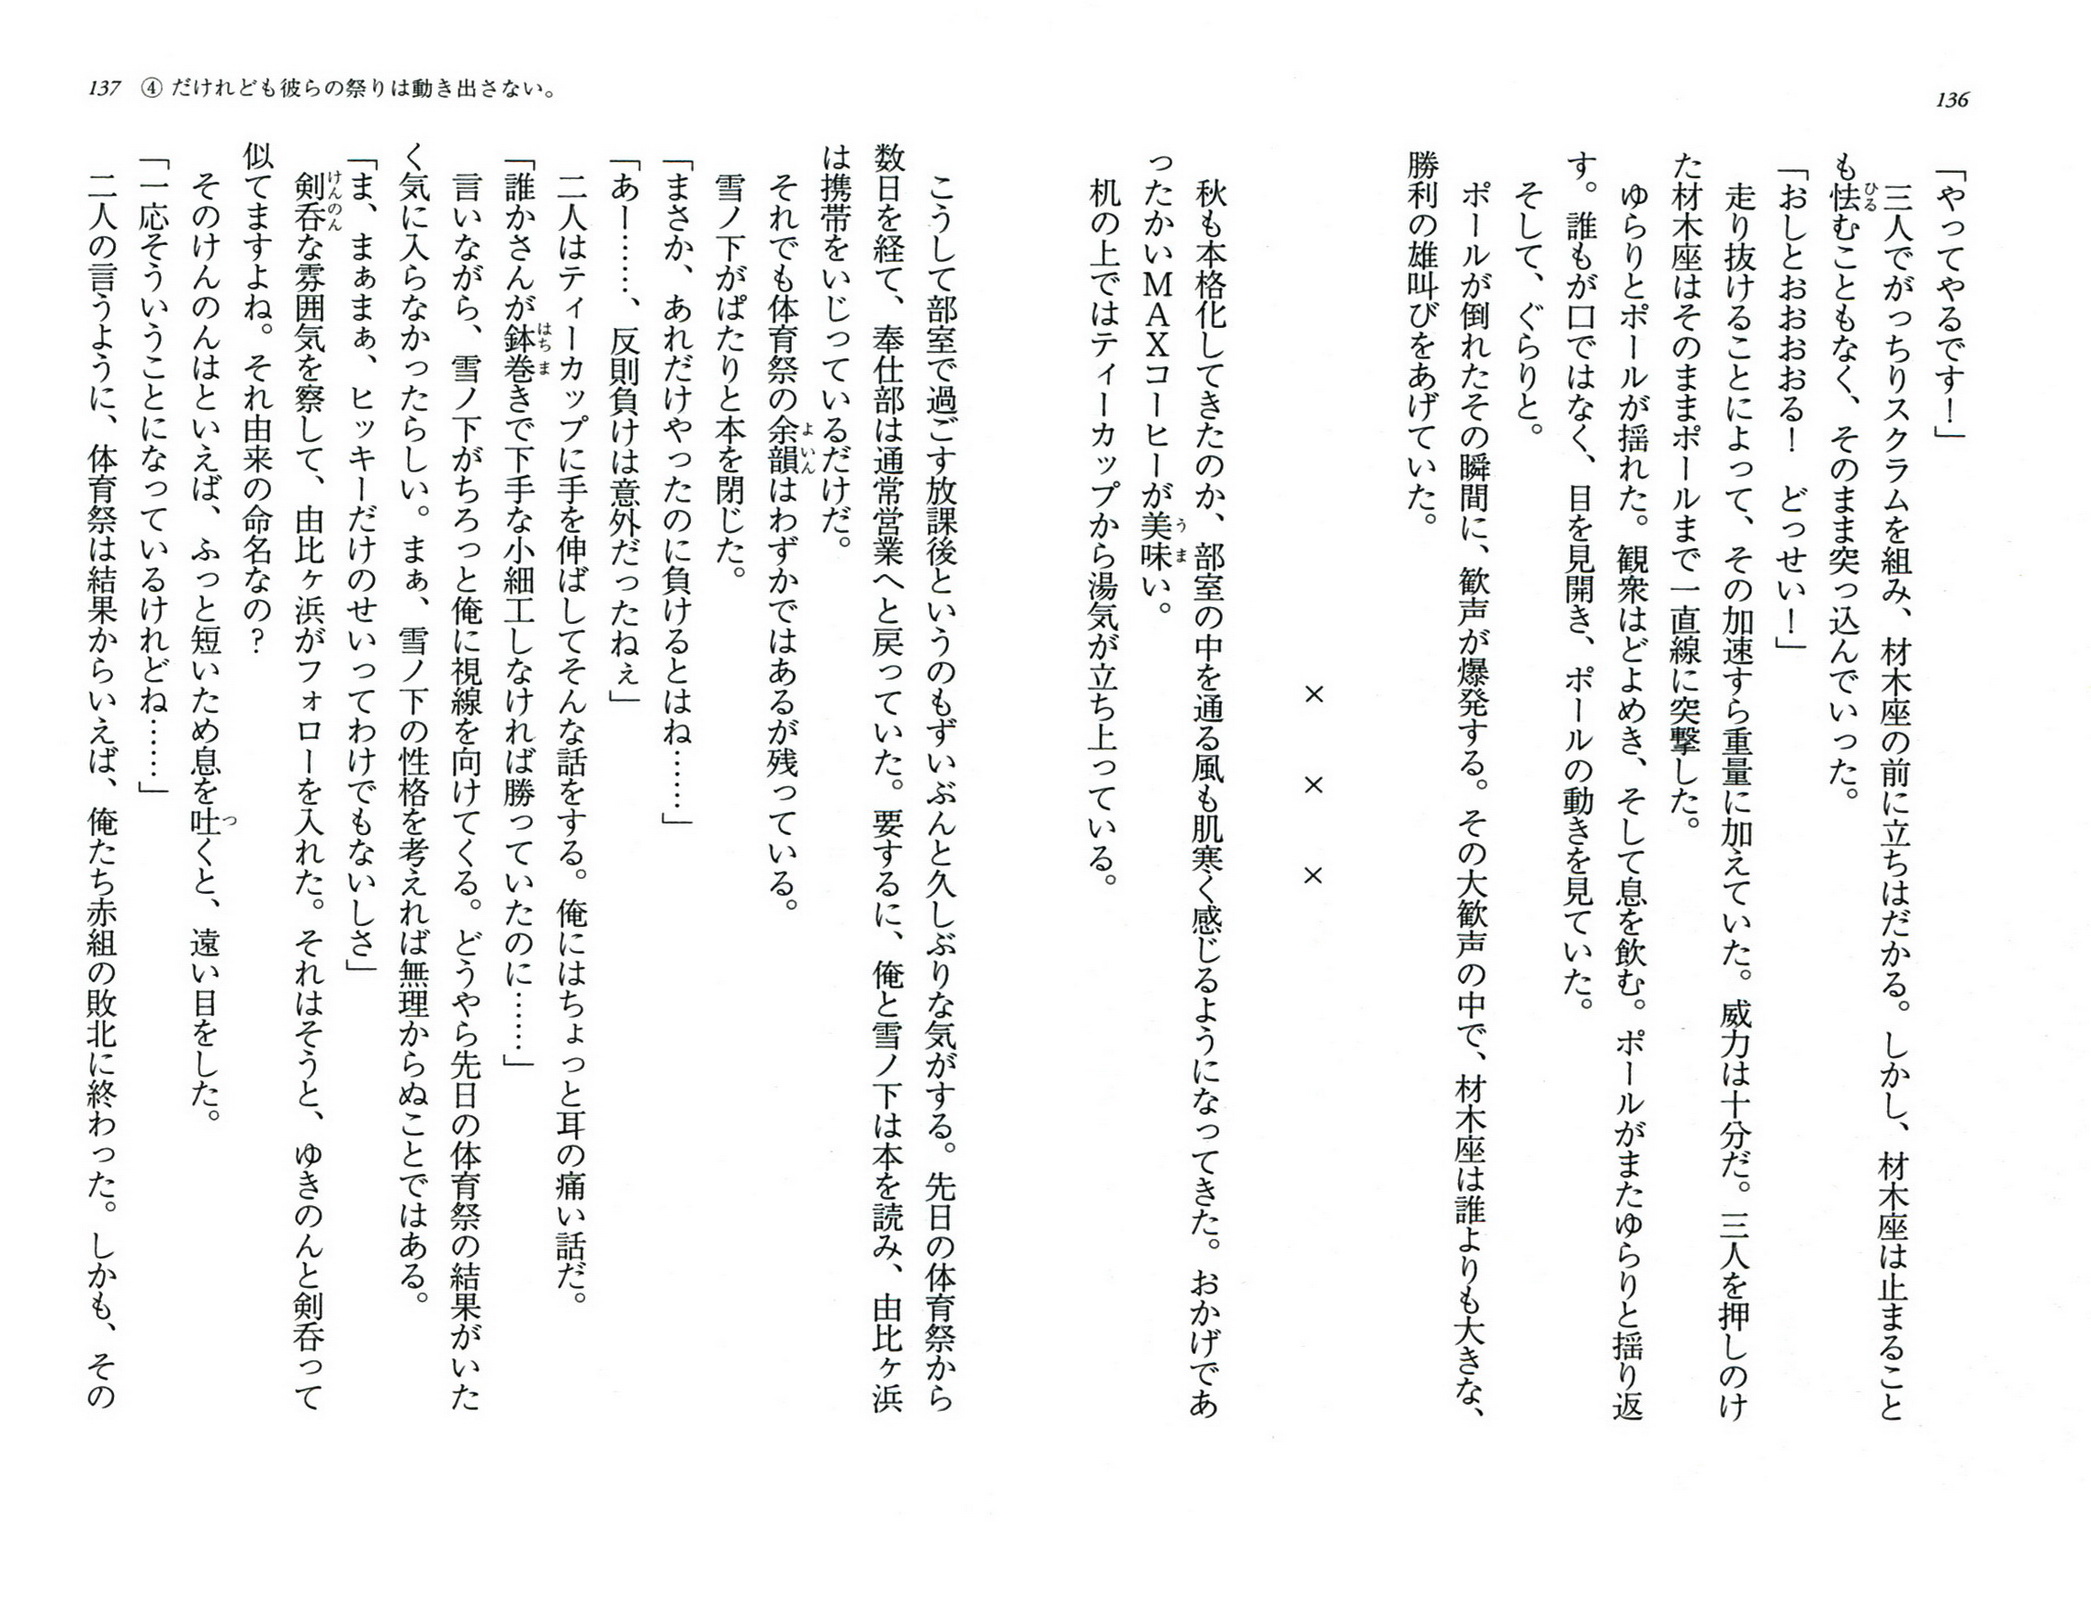 136
「やってやるです！」
三人でがっちりスクラムを組み、材木座の前に立ちはだかる。しかし、材木座は止まること
も怯むこともなく、そのまま突っ込んでいった。
「おしとおおおおる！　どっせい！」
走り抜けることによって、その加速すら重量に加えていた。威力は十分だ。三人を押しのけ
た材木座はそのままポールまで一直線に突撃した。
ゆらりとポールが揺れた。観衆はどよめき、そして息を飲む。ポールがまたゆらりと揺り返
す。誰もが口ではなく、目を見開き、ポールの動きを見ていた。
そして、ぐらりと。
ポールが倒れたその瞬間に、歓声が爆発する。その大歓声の中で、材木座は誰よりも大きな、
勝利の雄叫びをあげていた。
×　×　×
秋も本格化してきたのか、部室の中を通る風も肌寒く感じるようになってきた。おかげであ
ったかいＭＡＸコーヒーが美味い。
机の上ではティーカップから湯気が立ち上っている。
137　④ だけれども彼らの祭りは動き出さない。
こうして部室で過ごす放課後というのもずいぶんと久しぶりな気がする。先日の体育祭から
数日を経て、奉仕部は通常営業へと戻っていた。要するに、俺と雪ノ下は本を読み、由比ヶ浜
は携帯をいじっているだけだ。
それでも体育祭の余韻はわずかではあるが残っている。
雪ノ下がぱたりと本を閉じた。
「まさか、あれだけやったのに負けるとはね……」
「あー……、反則負けは意外だったねぇ」
二人はティーカップに手を伸ばしてそんな話をする。俺にはちょっと耳の痛い話だ。
「誰かさんが鉢巻きで下手な小細工しなければ勝っていたのに……」
言いながら、雪ノ下がちろっと俺に視線を向けてくる。どうやら先日の体育祭の結果がいた
く気に入らなかったらしい。まぁ、雪ノ下の性格を考えれば無理からぬことではある。
「ま、まぁまぁ、ヒッキーだけのせいってわけでもないしさ」
剣呑な雰囲気を察して、由比ヶ浜がフォローを入れた。それはそうと、ゆきのんと剣呑って
似てますよね。それ由来の命名なの？
そのけんのんはといえば、ふっと短いため息を吐くと、遠い目をした。
「一応そういうことになっているけれどね……」
二人の言うように、体育祭は結果からいえば、俺たち赤組の敗北に終わった。しかも、その